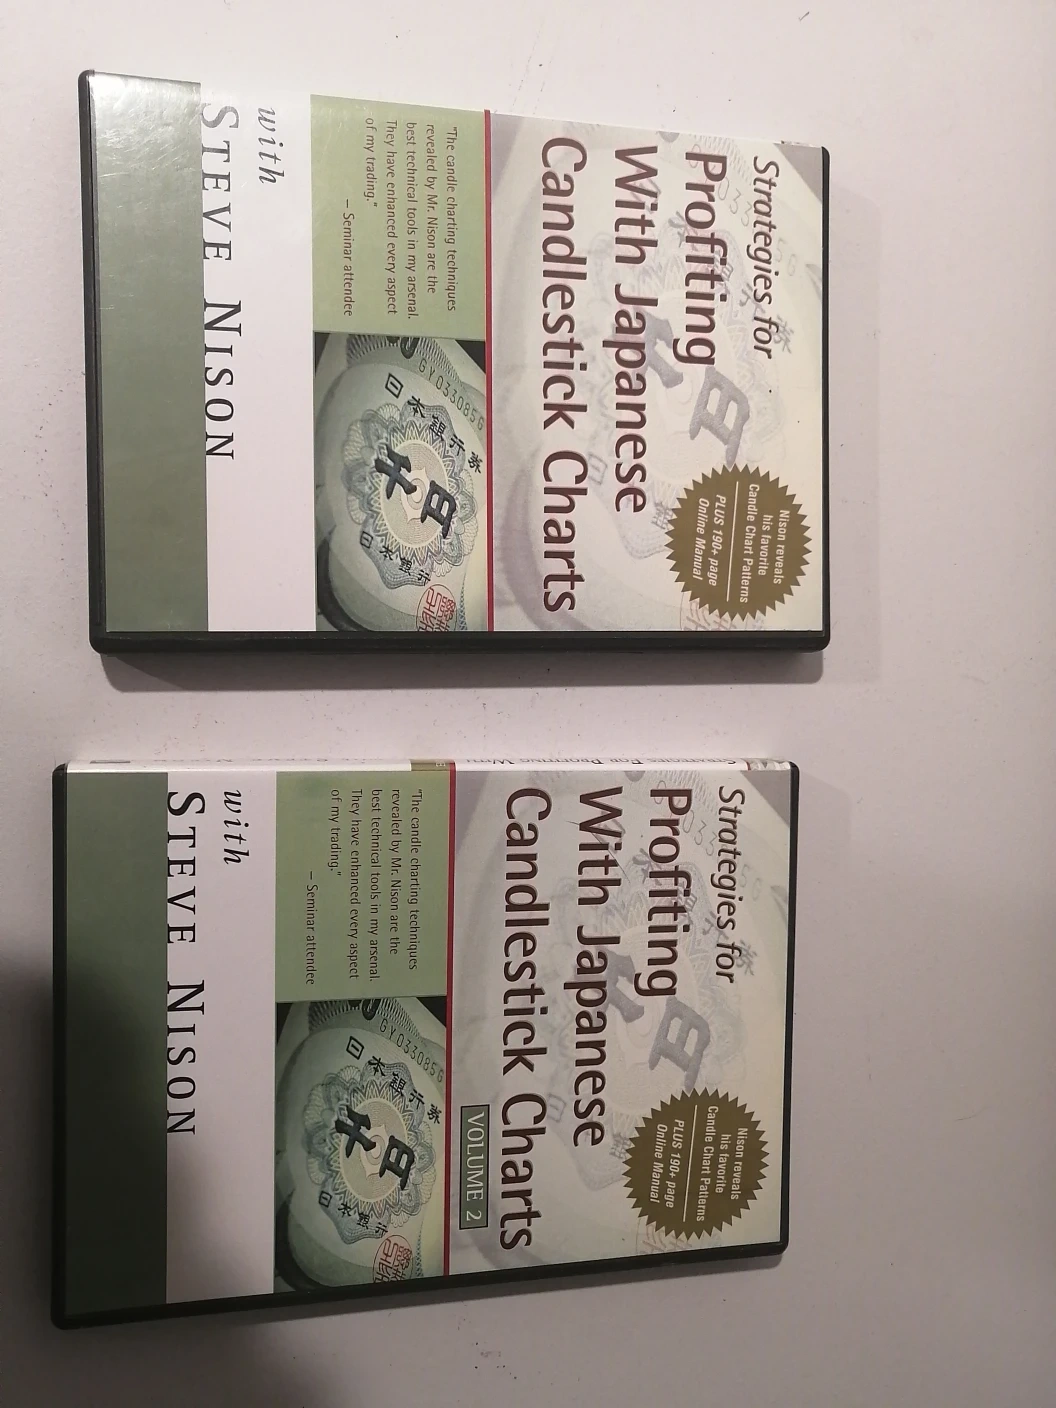 Strategies for
Profiting
With Japanese
Candlestick Charts
Nison reveals
his favorite
Candle Chart Patterns
PLUS 190+ page
Online Manual
"The candle charting techniques
revealed by Mr. Nison are the
best technical tools in my arsenal.
They have enhanced every aspect
of my trading."
– Seminar attendee
GY033085G
日本銀行券
日本銀行
with
STEVE NISON
STRATEGIES FOR PROFITING WITH
Strategies for
Profiting
With Japanese
Candlestick Charts
VOLUME 2
Nison reveals
his favorite
Candle Chart Patterns
PLUS 190+ page
Online Manual
"The candle charting techniques
revealed by Mr. Nison are the
best technical tools in my arsenal.
They have enhanced every aspect
of my trading."
– Seminar attendee
GY033085G
日本銀行券
日本銀行
with
STEVE NISON